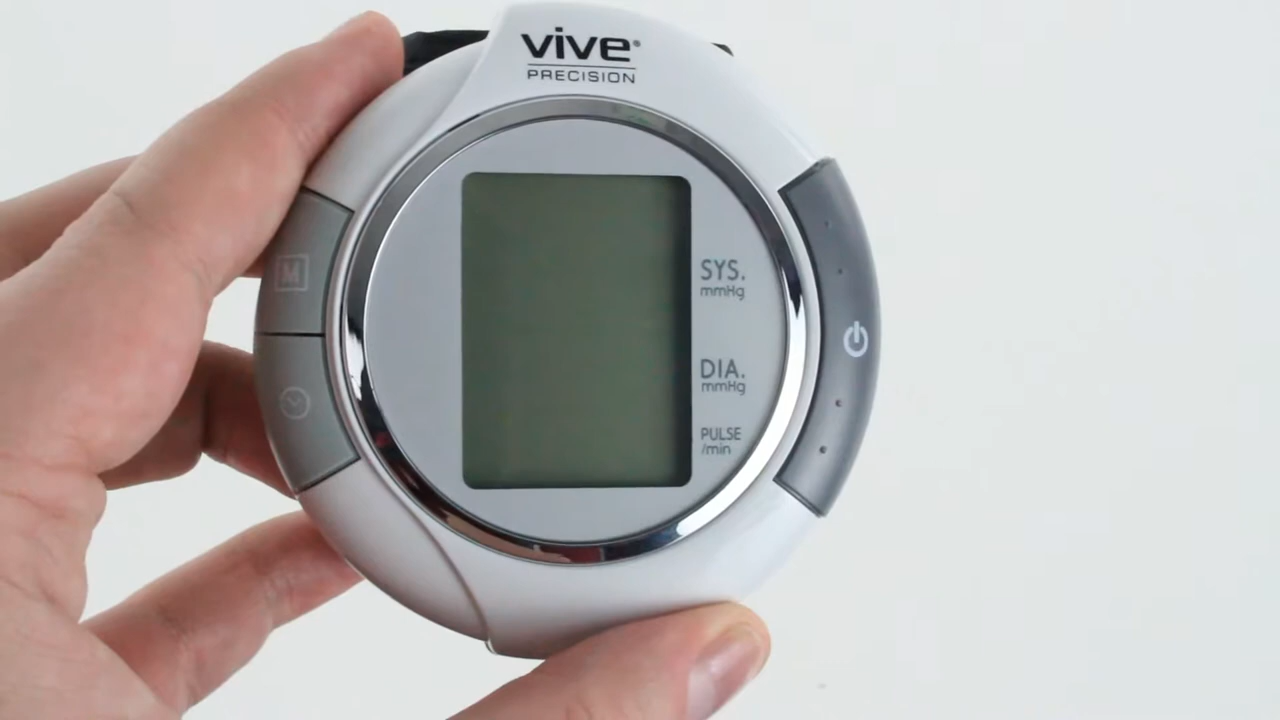 vive®
PRECISION
M
SYS.
mmHg
DIA.
mmHg
PULSE
/min